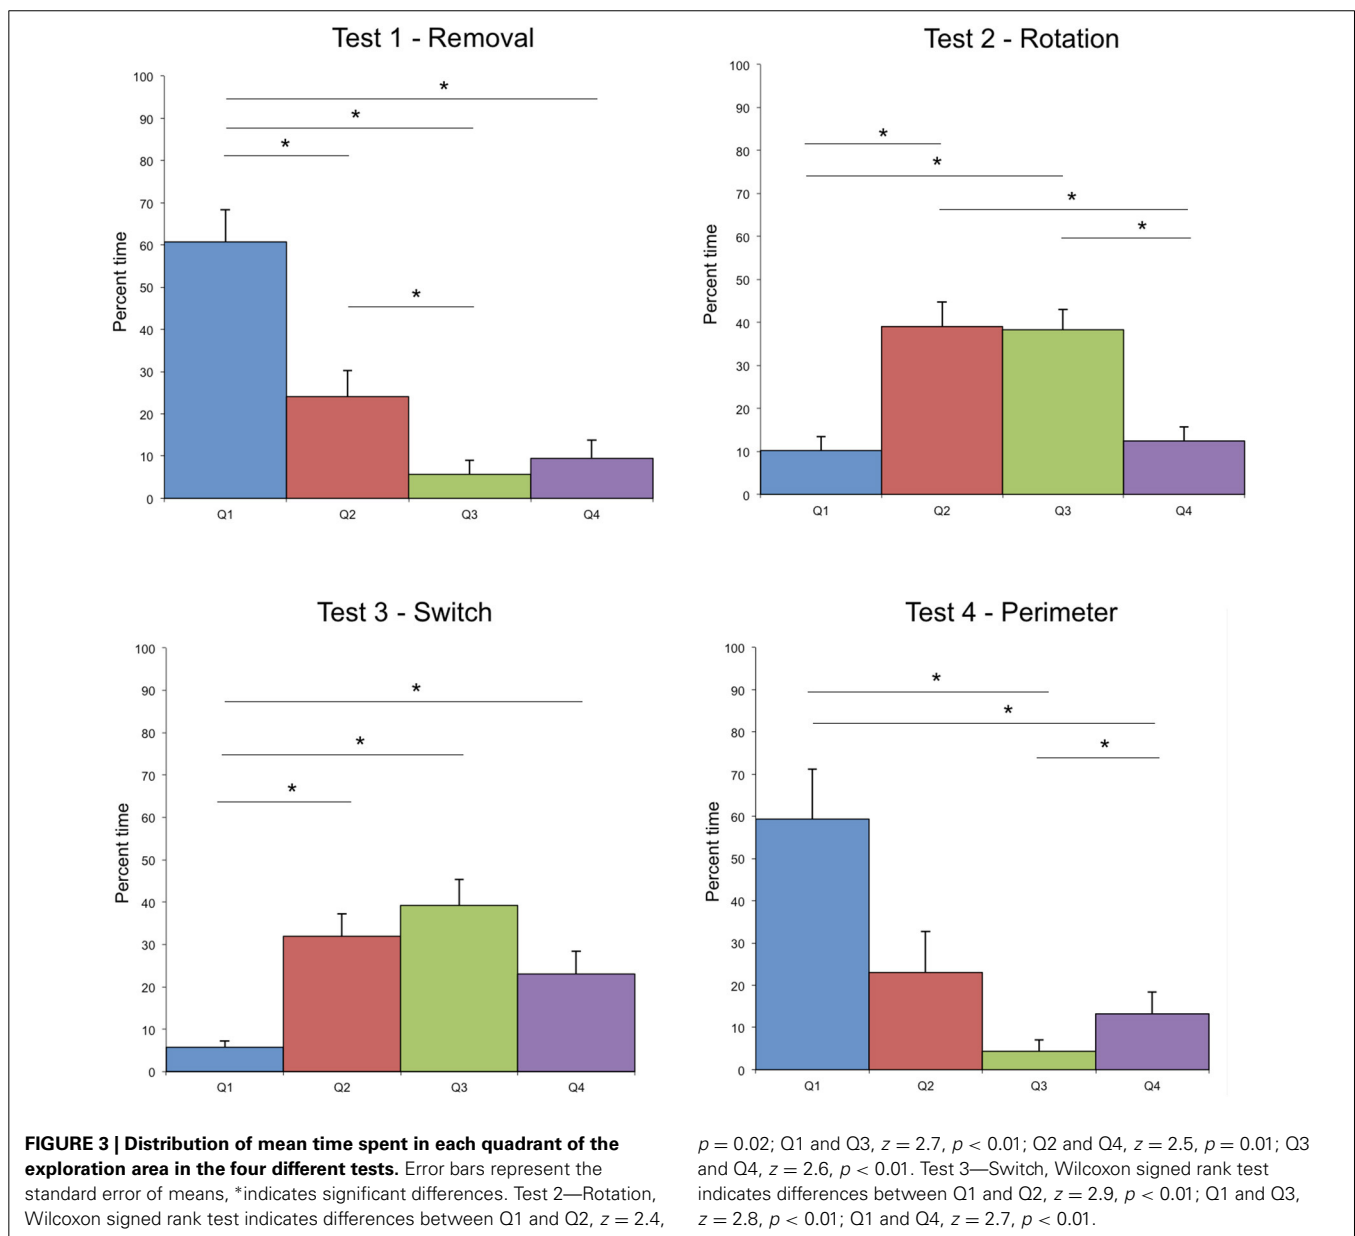 Test 1 - Removal
100
90
80
70
60
50
40
30
20
10
0
Percent time
*
*
*
*
Q1 Q2 Q3 Q4
Test 2 - Rotation
100
90
80
70
60
50
40
30
20
10
0
Percent time
*
*
*
*
Q1 Q2 Q3 Q4
Test 3 - Switch
100
90
80
70
60
50
40
30
20
10
0
Percent time
*
*
*
Q1 Q2 Q3 Q4
Test 4 - Perimeter
100
90
80
70
60
50
40
30
20
10
0
Percent time
*
*
*
Q1 Q2 Q3 Q4
FIGURE 3 | Distribution of mean time spent in each quadrant of the
exploration area in the four different tests. Error bars represent the
standard error of means, *indicates significant differences. Test 2—Rotation,
Wilcoxon signed rank test indicates differences between Q1 and Q2, z = 2.4,
p = 0.02; Q1 and Q3, z = 2.7, p < 0.01; Q2 and Q4, z = 2.5, p = 0.01; Q3
and Q4, z = 2.6, p < 0.01. Test 3—Switch, Wilcoxon signed rank test
indicates differences between Q1 and Q2, z = 2.9, p < 0.01; Q1 and Q3,
z = 2.8, p < 0.01; Q1 and Q4, z = 2.7, p < 0.01.